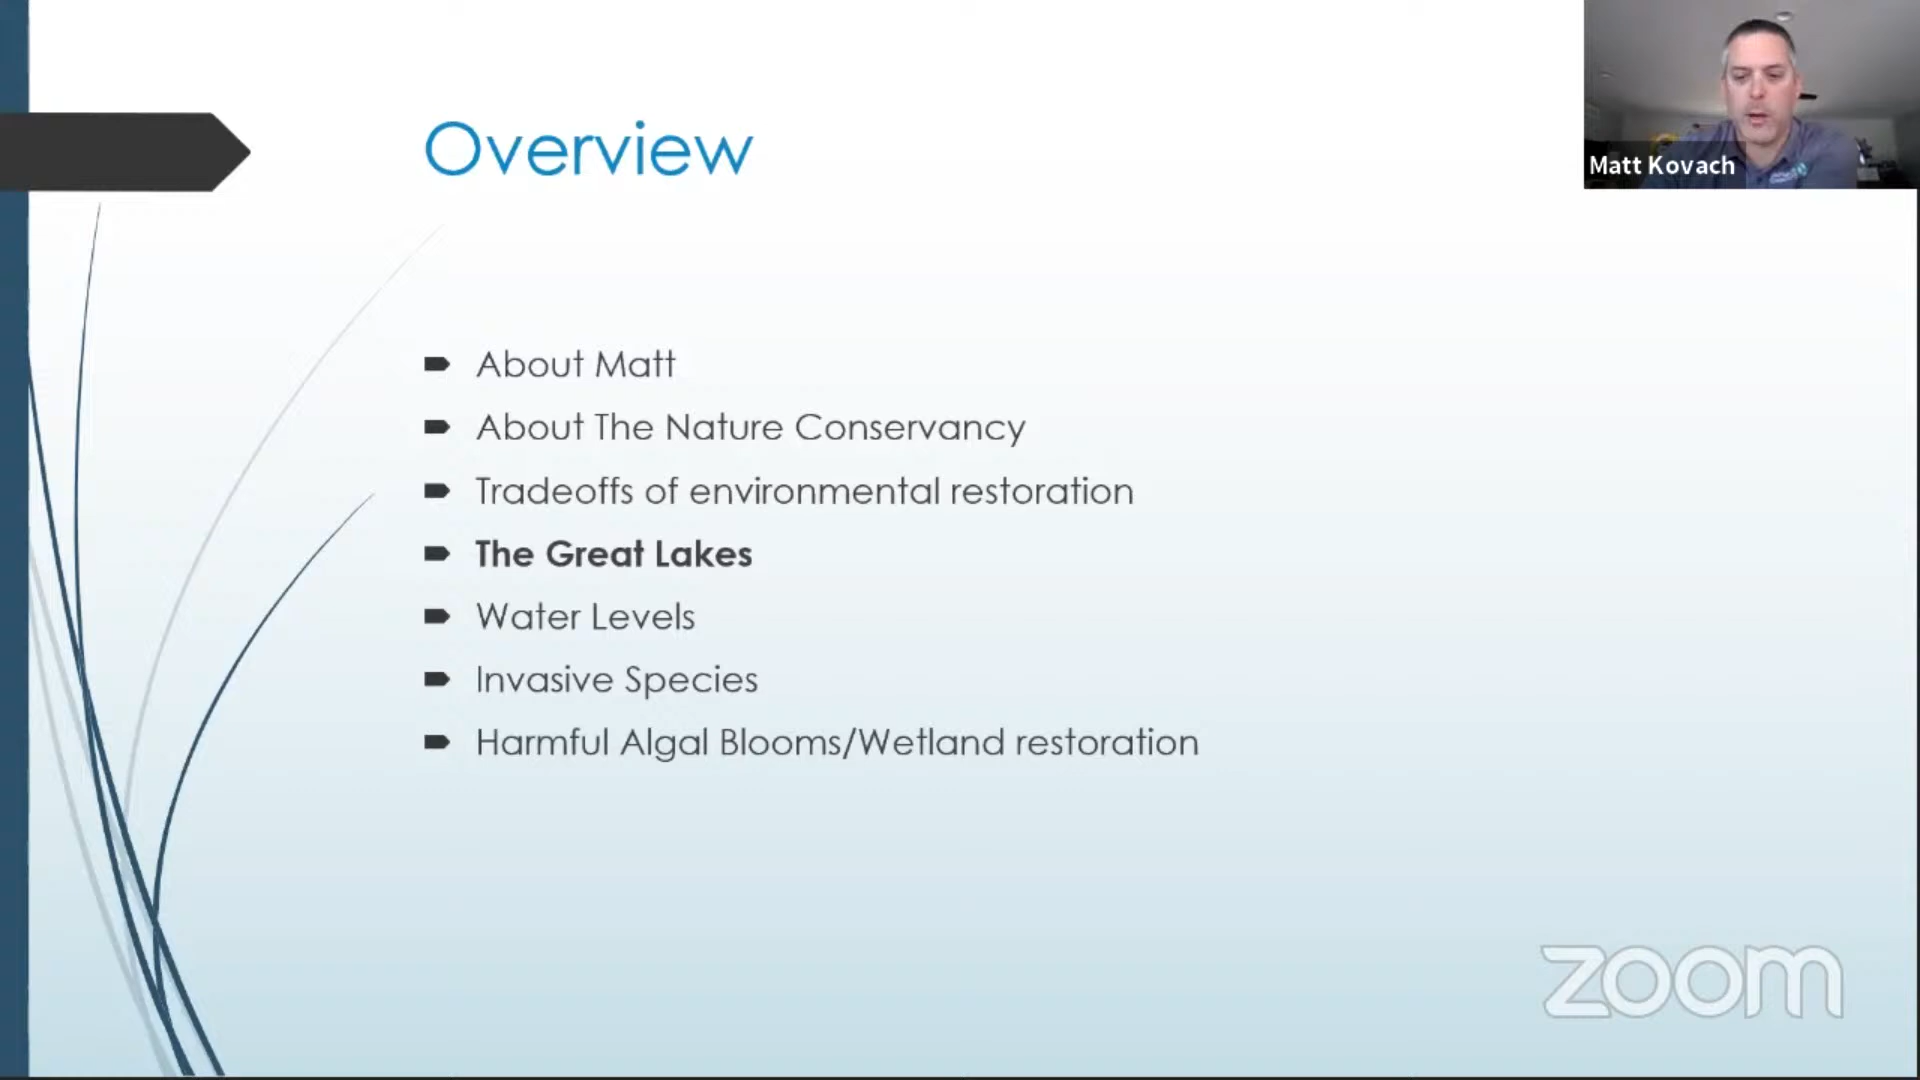 Overview
Matt Kovach
About Matt
About The Nature Conservancy
Tradeoffs of environmental restoration
The Great Lakes
Water Levels
Invasive Species
Harmful Algal Blooms/Wetland restoration
zoom